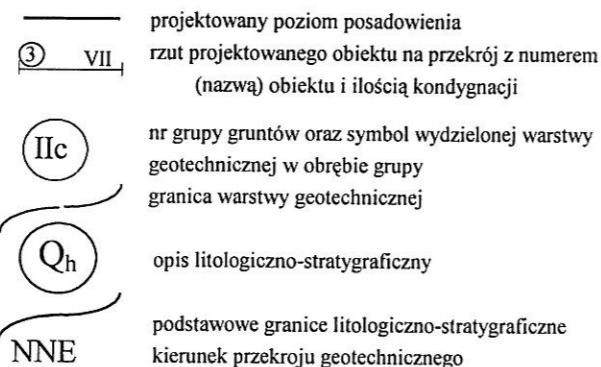 projektowany poziom posadowienia
3 VII rzut projektowanego obiektu na przekrój z numerem
(nazwą) obiektu i ilością kondygnacji
IIc nr grupy gruntów oraz symbol wydzielonej warstwy
geotechnicznej w obrębie grupy
granica warstwy geotechnicznej
Qh opis litologiczno-stratygraficzny
podstawowe granice litologiczno-stratygraficzne
NNE kierunek przekroju geotechnicznego